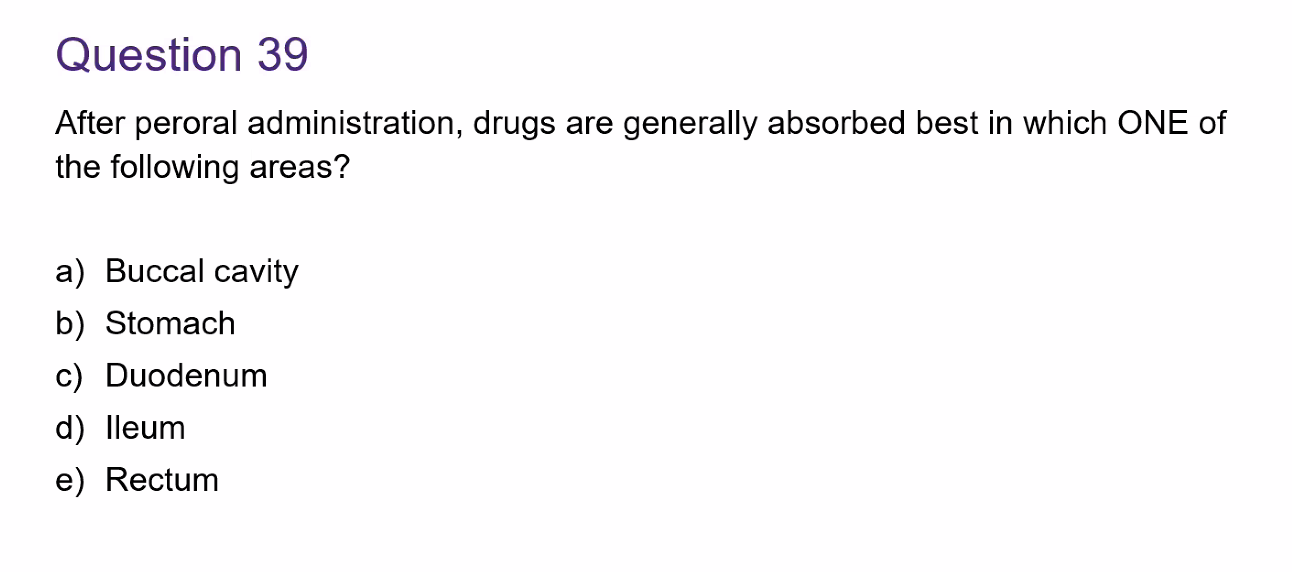 Question 39
After peroral administration, drugs are generally absorbed best in which ONE of
the following areas?
a) Buccal cavity
b) Stomach
c) Duodenum
d) Ileum
e) Rectum